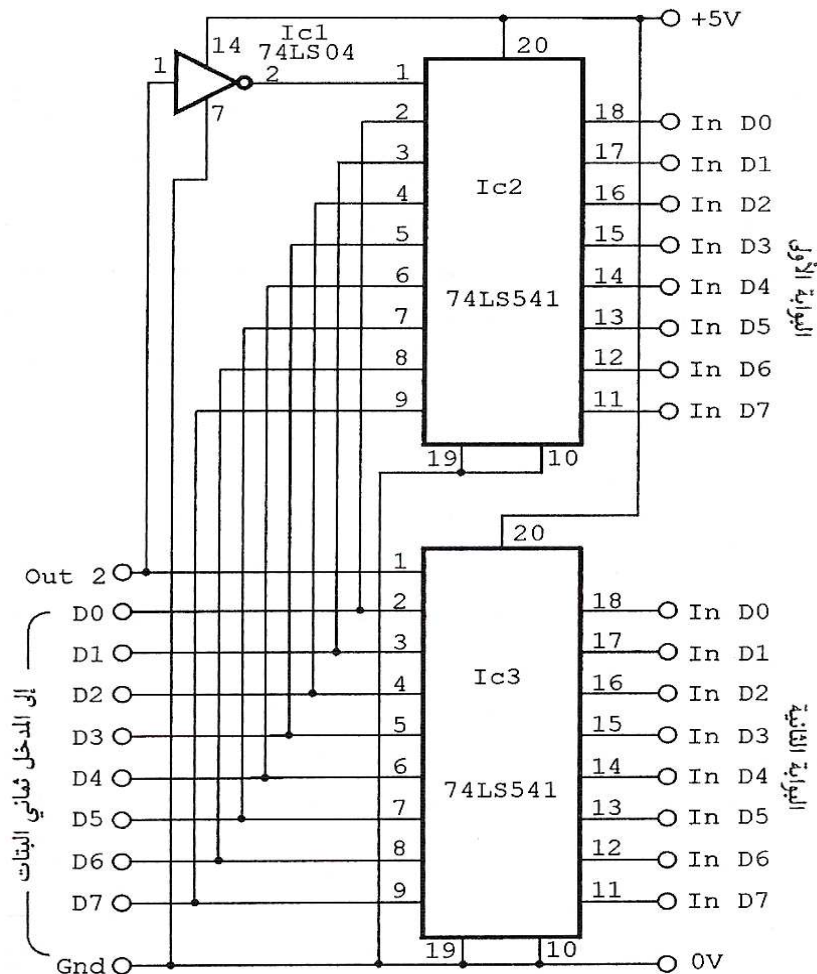 +5V
Ic1
74LS04
14
1
2
7
20
1
2
3
4
5
6
7
8
9
Ic2
74LS541
18
In D0
17
In D1
16
In D2
15
In D3
14
In D4
13
In D5
12
In D6
11
In D7
19
10
البوابة الأولى
20
Out 2
1
D0
2
D1
3
D2
4
D3
5
D4
6
D5
7
D6
8
D7
9
Gnd
إلى المدخل ثماني البتات
Ic3
74LS541
18
In D0
17
In D1
16
In D2
15
In D3
14
In D4
13
In D5
12
In D6
11
In D7
19
10
0V
البوابة الثانية